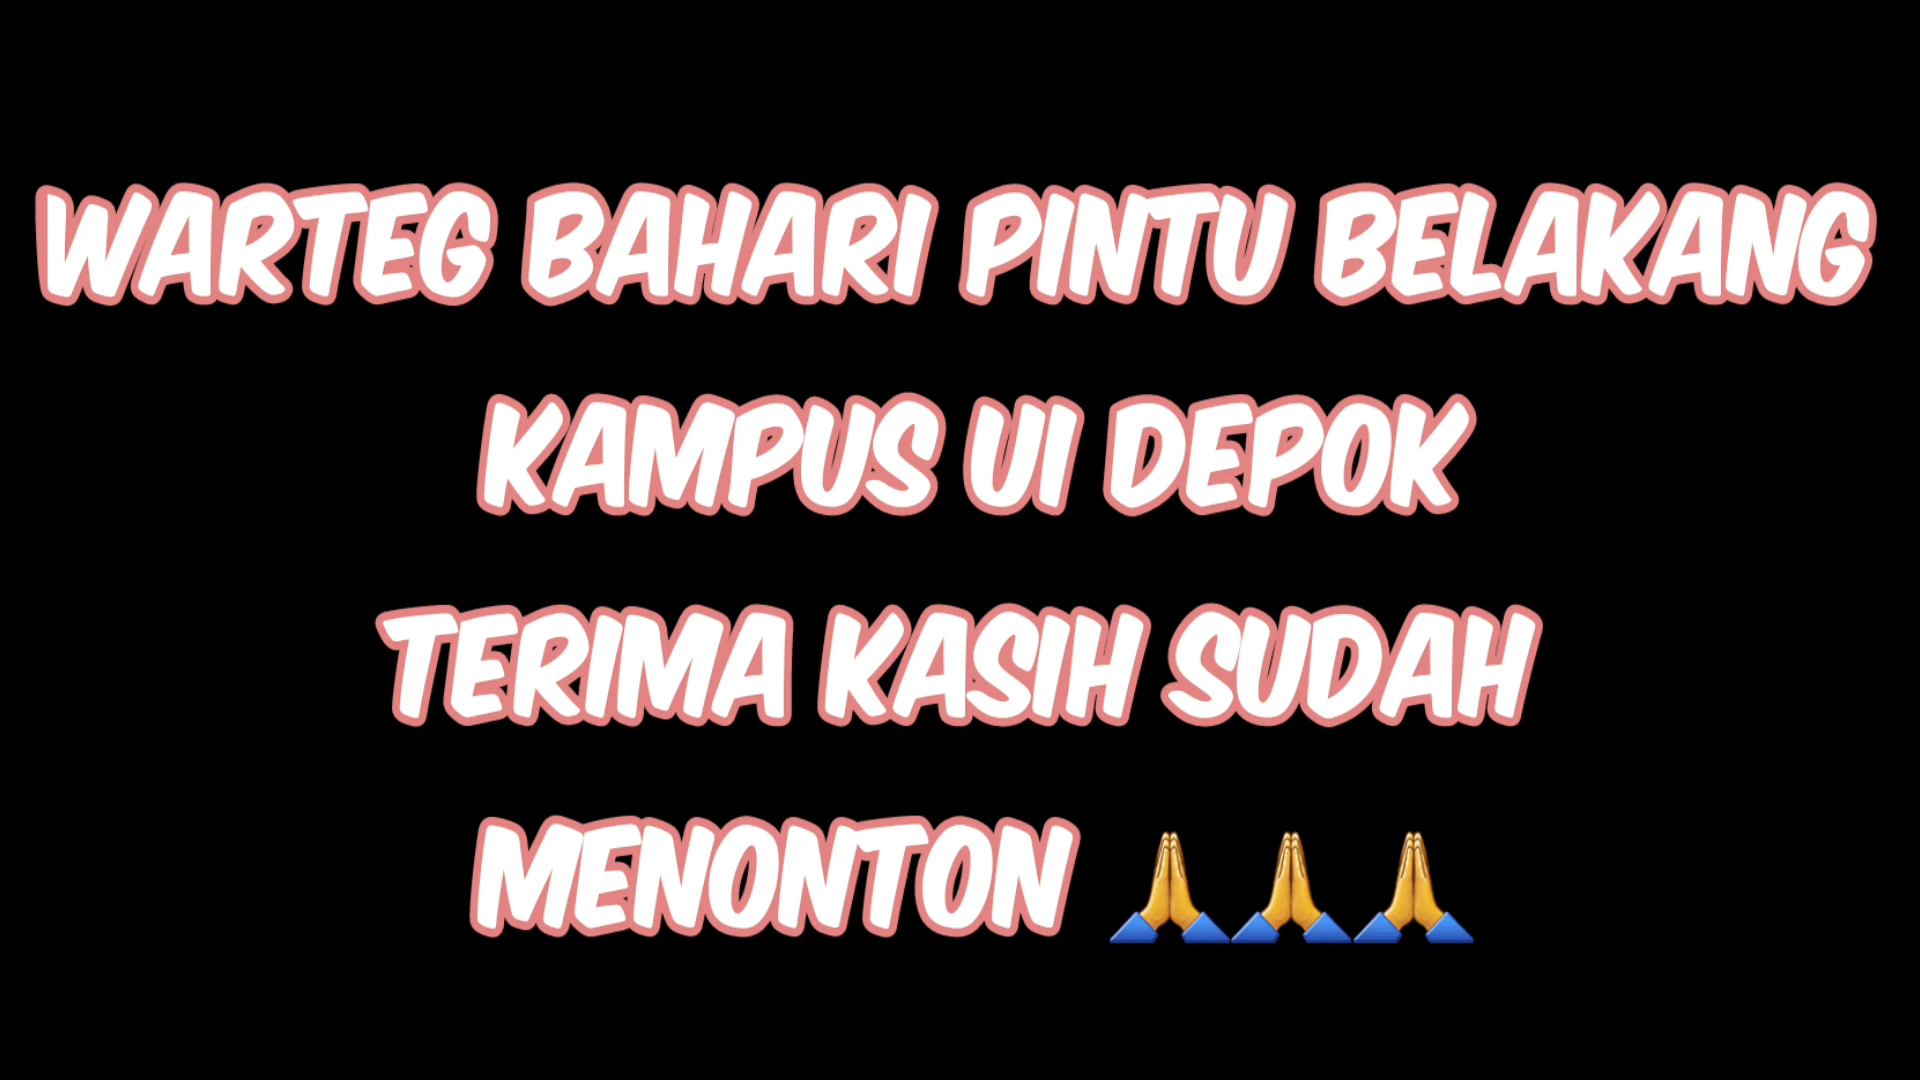 WARTEG BAHARI PINTU BELAKANG
KAMPUS UI DEPOK
TERIMA KASIH SUDAH
MENONTON 🙏🙏🙏